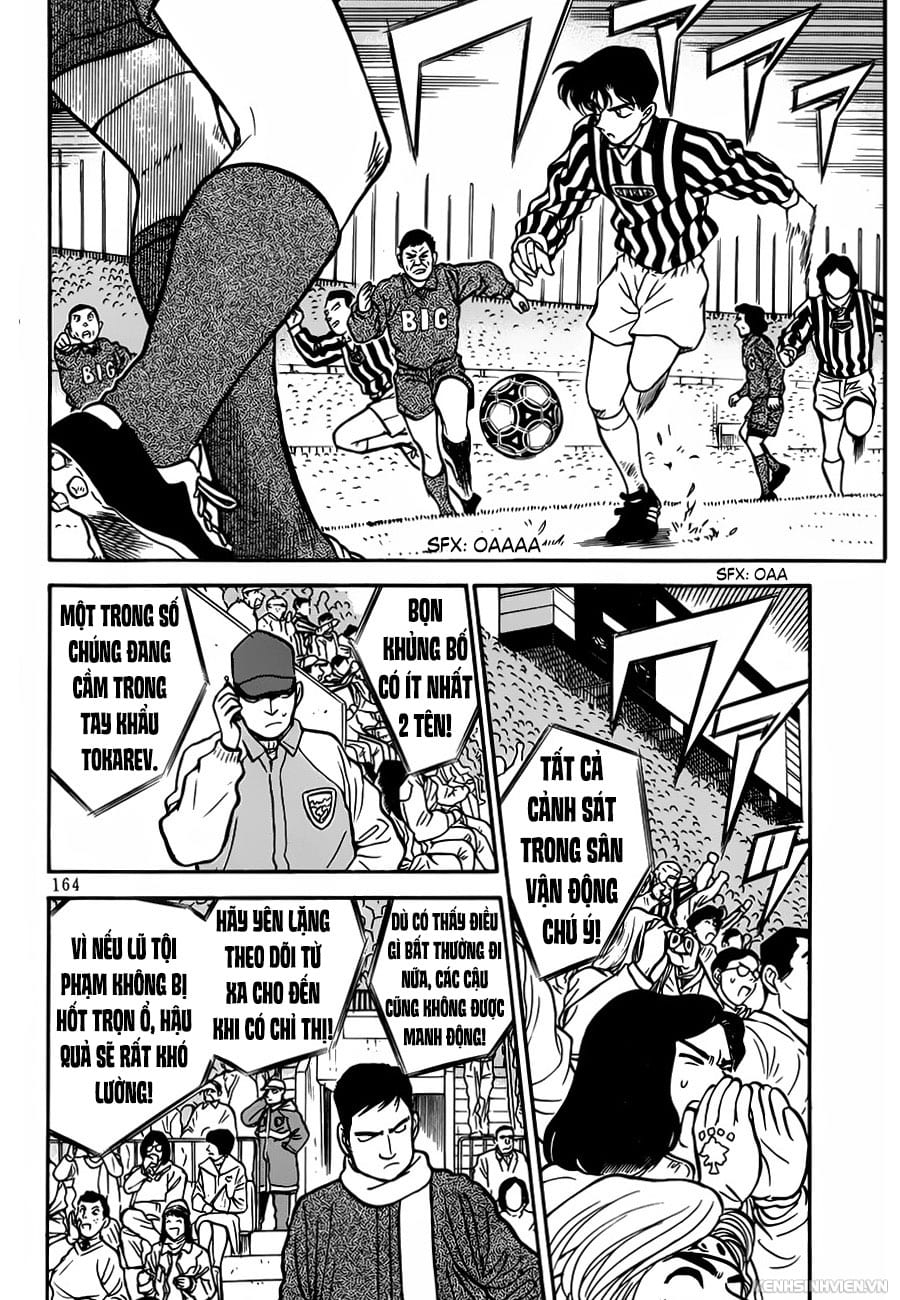 SPIRITS
BIG
BIG
SFX: OAAAA
SFX: OAA
TẤT CẢ
CẢNH SÁT
TRONG SÂN
VẬN ĐỘNG
CHÚ Ý!
BỌN
KHỦNG BỐ
CÓ ÍT NHẤT
2 TÊN!
MỘT TRONG SỐ
CHÚNG ĐANG
CẦM TRONG
TAY KHẨU
TOKAREV.
164
DÙ CÓ THẤY ĐIỀU
GÌ BẤT THƯỜNG ĐI
NỮA, CÁC CẬU
CŨNG KHÔNG ĐƯỢC
MANH ĐỘNG!
HÃY YÊN LẶNG
THEO DÕI TỪ
XA CHO ĐẾN
KHI CÓ CHỈ THỊ!
VÌ NẾU LŨ TỘI
PHẠM KHÔNG BỊ
HỐT TRỌN Ổ, HẬU
QUẢ SẼ RẤT KHÓ
LƯỜNG!
KENHSINHVIEN.VN